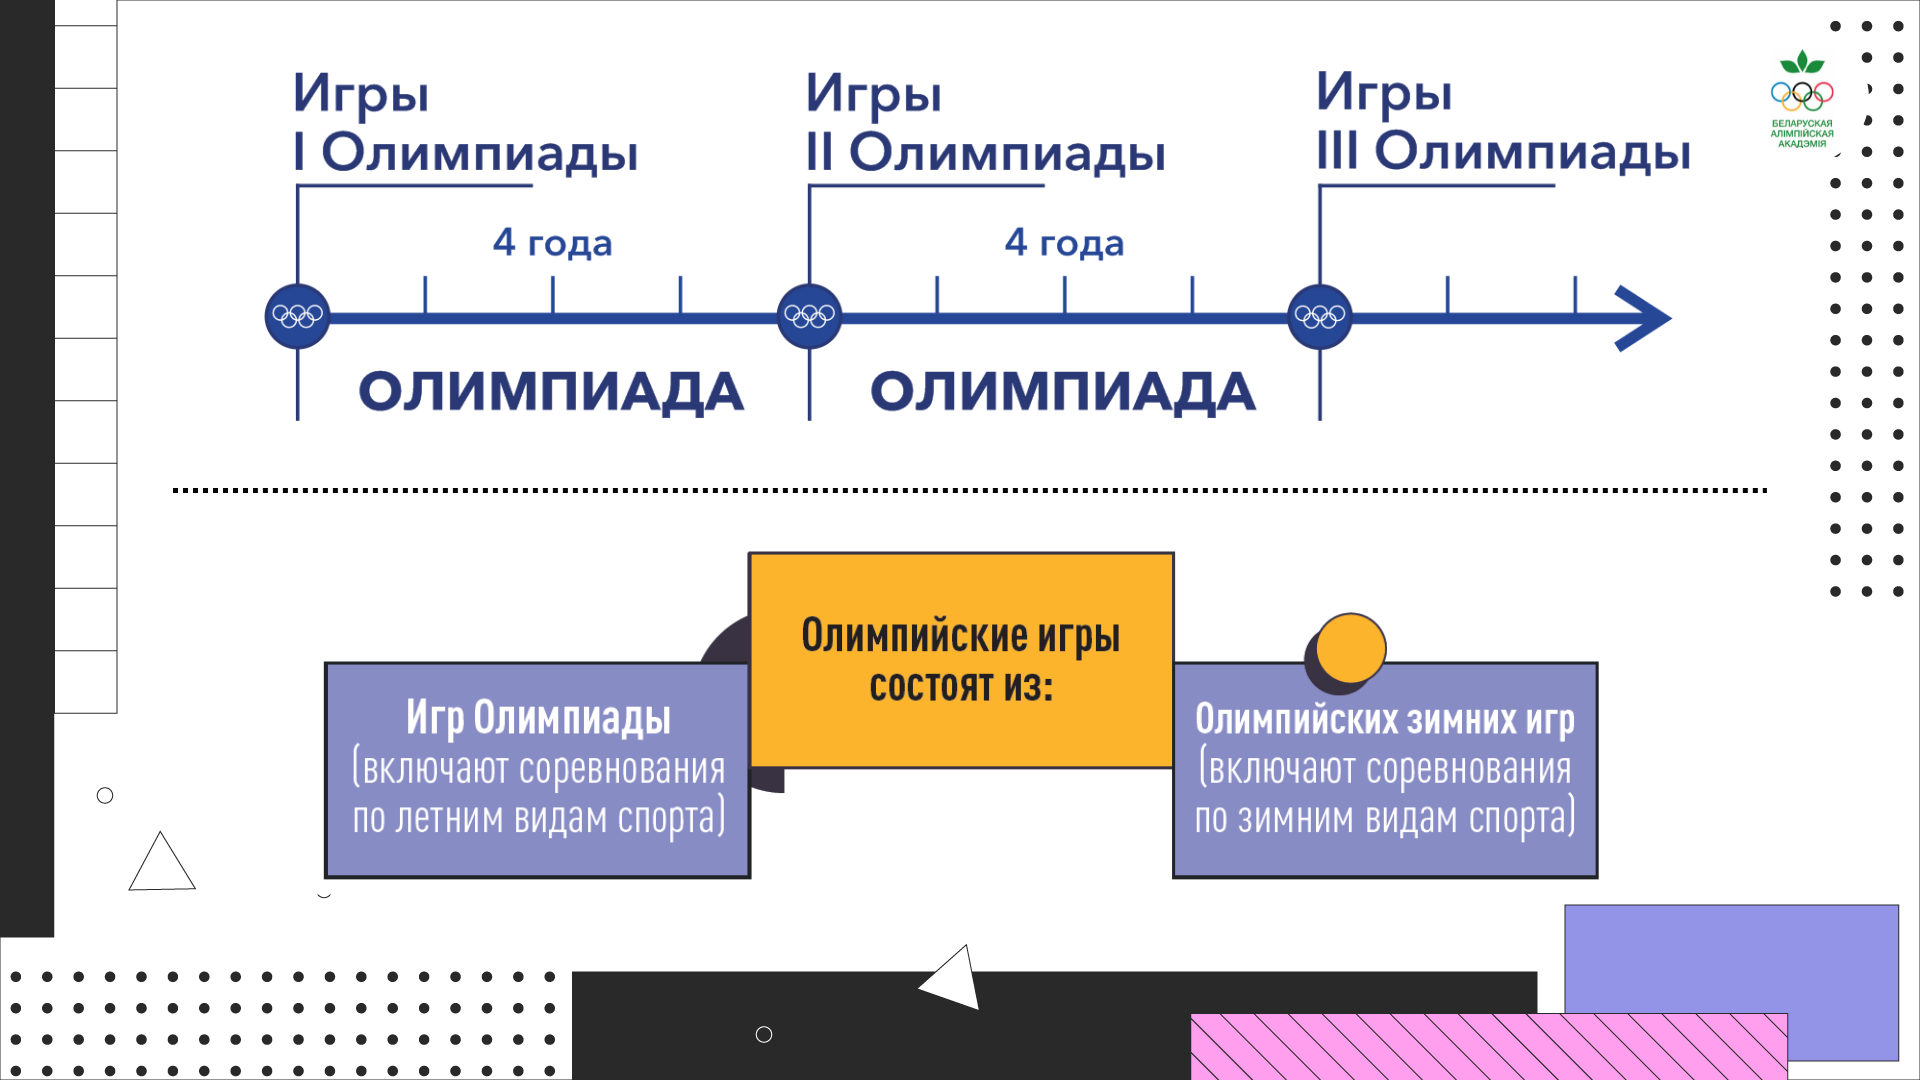 Игры
I Олимпиады
Игры
II Олимпиады
Игры
III Олимпиады
БЕЛАРУСКАЯ
АЛІМПІЙСКАЯ
АКАДЭМІЯ
4 года
4 года
ОЛИМПИАДА
ОЛИМПИАДА
Олимпийские игры
состоят из:
Игр Олимпиады
(включают соревнования
по летним видам спорта)
Олимпийских зимних игр
(включают соревнования
по зимним видам спорта)